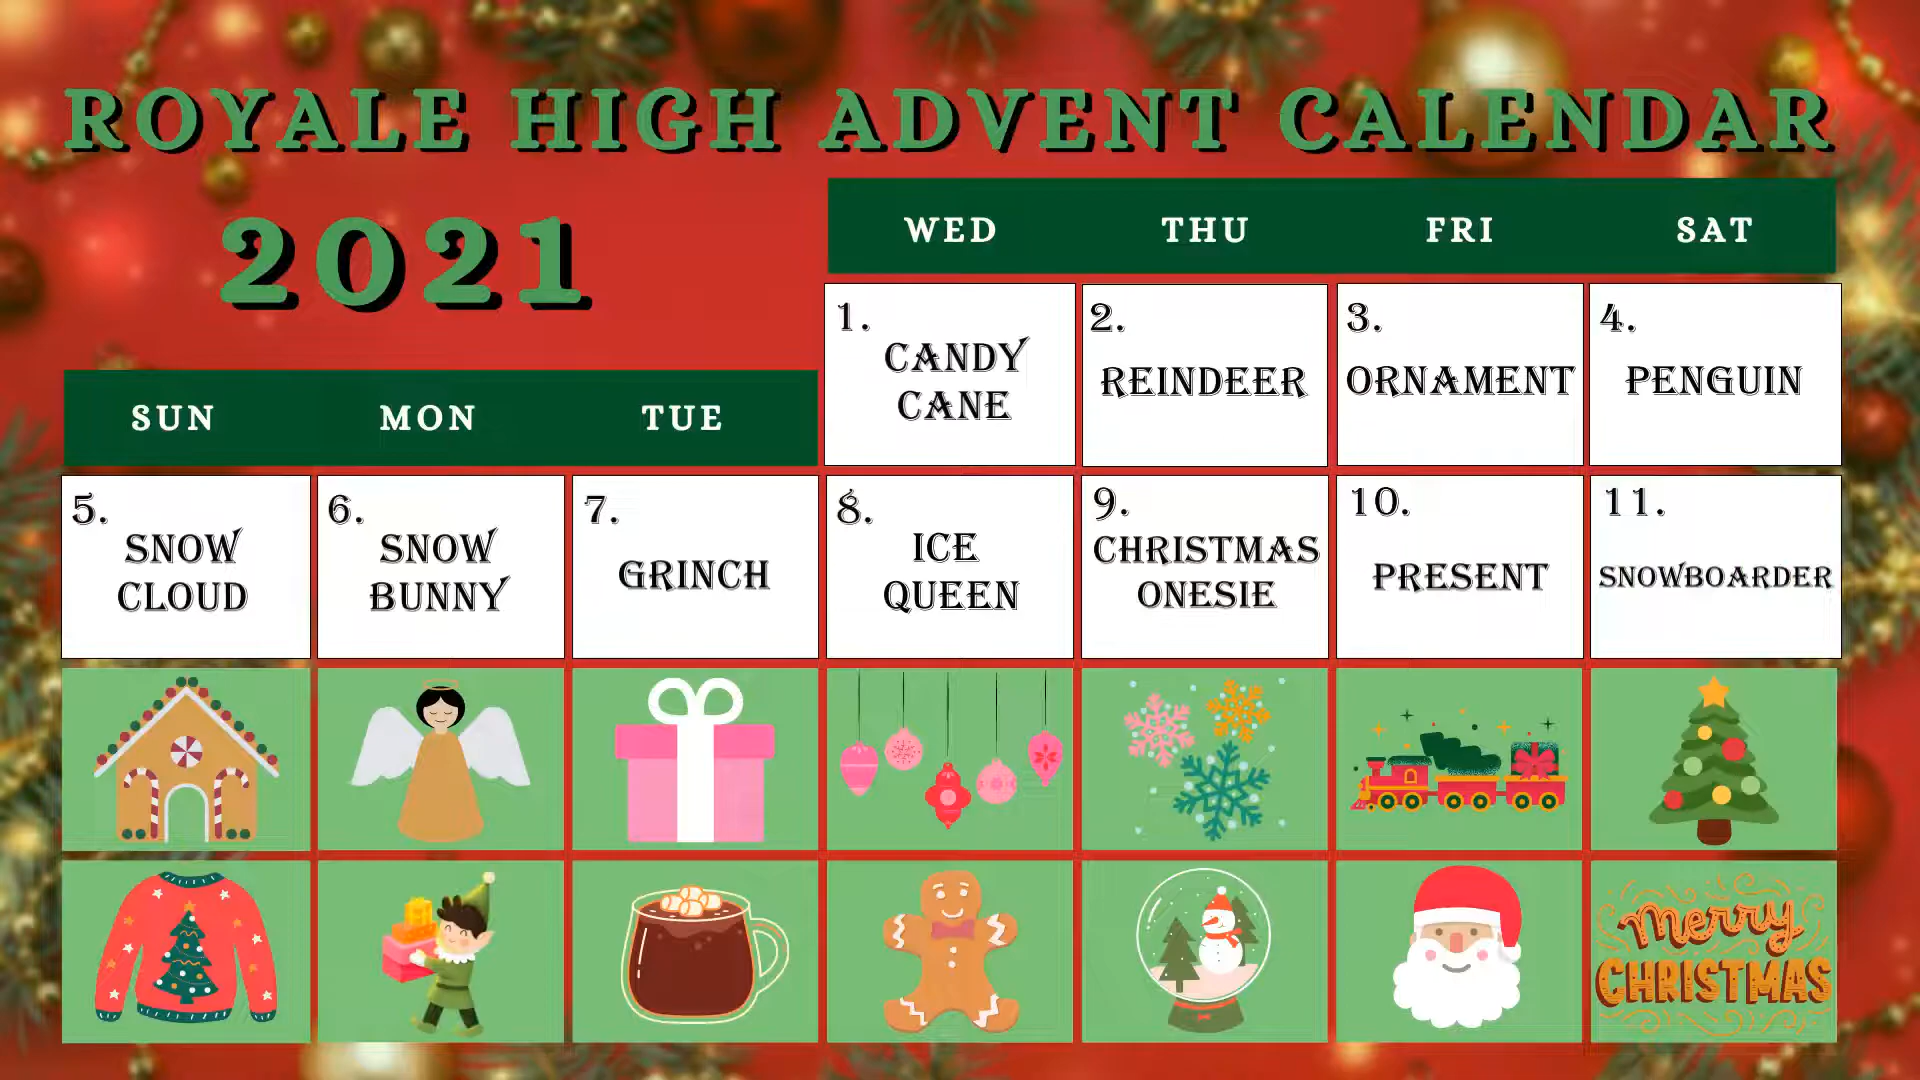 ROYALE HIGH ADVENT CALENDAR
2021
WED THU FRI SAT
1.
CANDY
CANE
2.
REINDEER
3.
ORNAMENT
4.
PENGUIN
SUN MON TUE
5.
SNOW
CLOUD
6.
SNOW
BUNNY
7.
GRINCH
8.
ICE
QUEEN
9.
CHRISTMAS
ONESIE
10.
PRESENT
11.
SNOWBOARDER
merry
CHRISTMAS